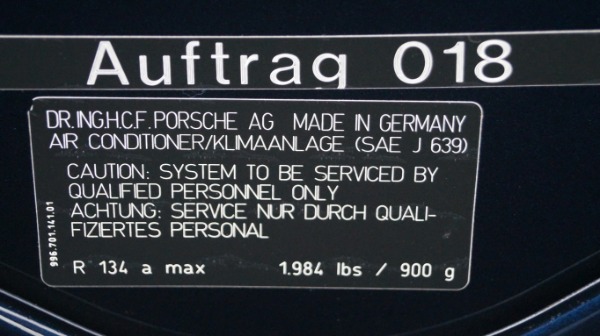 Auftrag 018
DR.ING.H.C.F. PORSCHE AG MADE IN GERMANY
AIR CONDITIONER/KLIMAANLAGE (SAE J 639)
CAUTION: SYSTEM TO BE SERVICED BY
QUALIFIED PERSONNEL ONLY
ACHTUNG: SERVICE NUR DURCH QUALI-
FIZIERTES PERSONAL
996.701.141.01
R 134 a max 1.984 lbs / 900 g